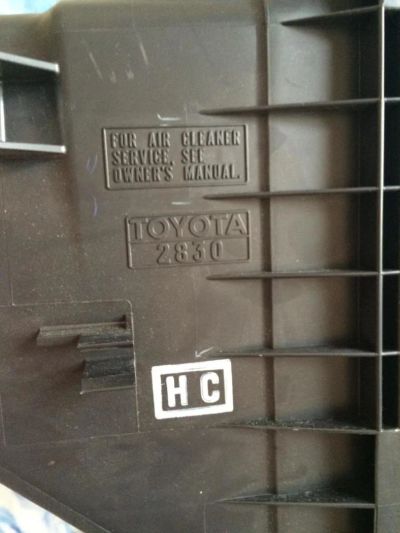 FOR AIR CLEANER
SERVICE, SEE
OWNER'S MANUAL.
TOYOTA
2830
HC